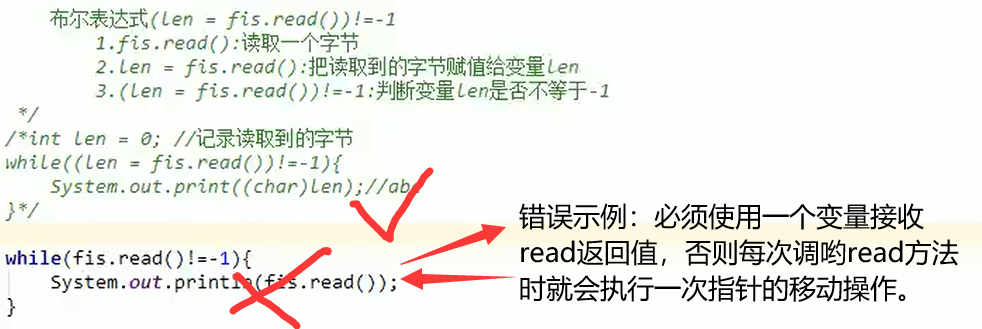 布尔表达式(len = fis.read())!=-1
1.fis.read():读取一个字节
2.len = fis.read():把读取到的字节赋值给变量len
3.(len = fis.read())!=-1:判断变量len是否不等于-1
*/
/*int len = 0; //记录读取到的字节
while((len = fis.read())!=-1){
System.out.print((char)len);//abc
}*/
错误示例：必须使用一个变量接收
read返回值，否则每次调哟read方法
时就会执行一次指针的移动操作。
while(fis.read()!=-1){
System.out.println(fis.read());
}